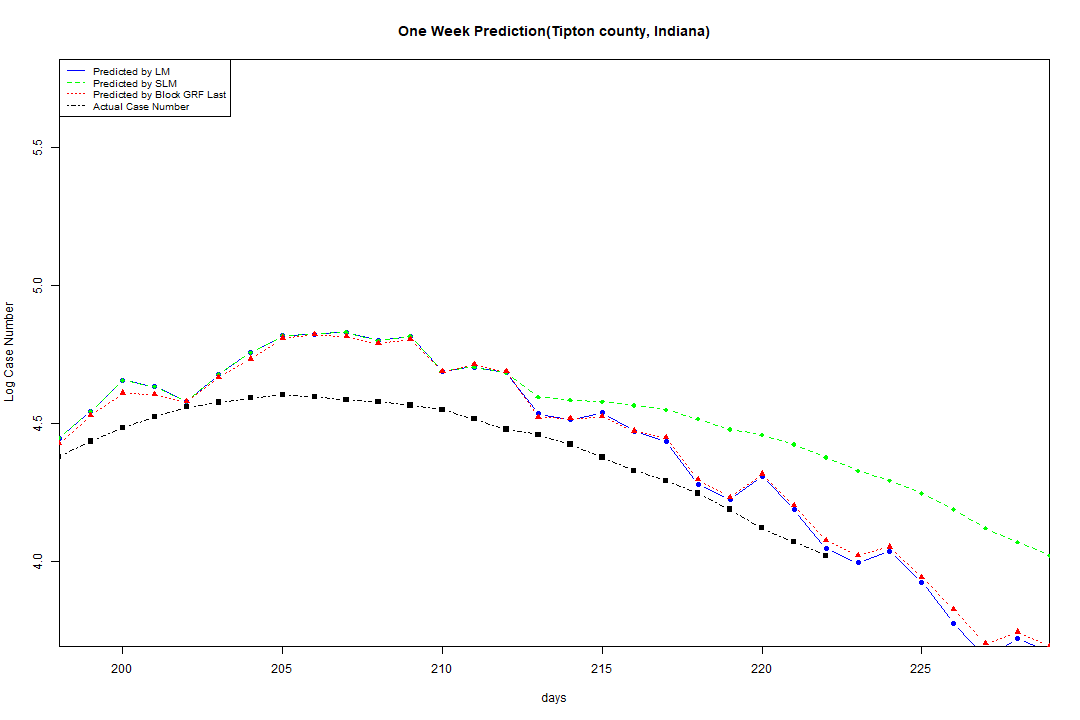 One Week Prediction(Tipton county, Indiana)
Predicted by LM
Predicted by SLM
Predicted by Block GRF Last
Actual Case Number
Log Case Number
5.5
5.0
4.5
4.0
200 205 210 215 220 225
days